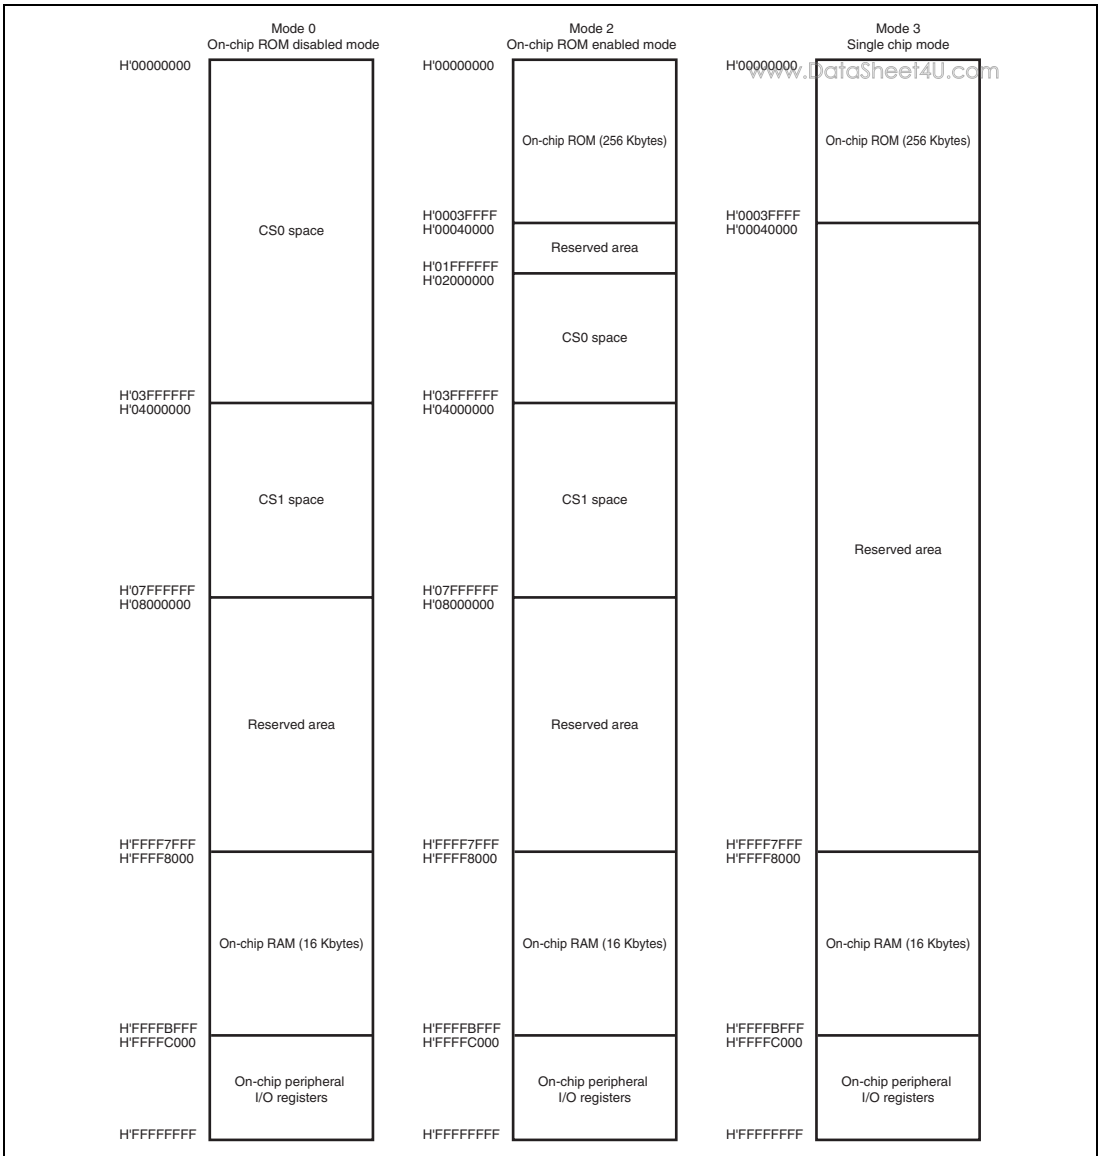 Mode 0
On-chip ROM disabled mode
H'00000000
CS0 space
H'03FFFFFF
H'04000000
CS1 space
H'07FFFFFF
H'08000000
Reserved area
H'FFFF7FFF
H'FFFF8000
On-chip RAM (16 Kbytes)
H'FFFFBFFF
H'FFFFC000
On-chip peripheral
I/O registers
H'FFFFFFFF
Mode 2
On-chip ROM enabled mode
H'00000000
On-chip ROM (256 Kbytes)
H'0003FFFF
H'00040000
Reserved area
H'01FFFFFF
H'02000000
CS0 space
H'03FFFFFF
H'04000000
CS1 space
H'07FFFFFF
H'08000000
Reserved area
H'FFFF7FFF
H'FFFF8000
On-chip RAM (16 Kbytes)
H'FFFFBFFF
H'FFFFC000
On-chip peripheral
I/O registers
H'FFFFFFFF
Mode 3
Single chip mode
H'00000000
www.DataSheet4U.com
On-chip ROM (256 Kbytes)
H'0003FFFF
H'00040000
Reserved area
H'FFFF7FFF
H'FFFF8000
On-chip RAM (16 Kbytes)
H'FFFFBFFF
H'FFFFC000
On-chip peripheral
I/O registers
H'FFFFFFFF